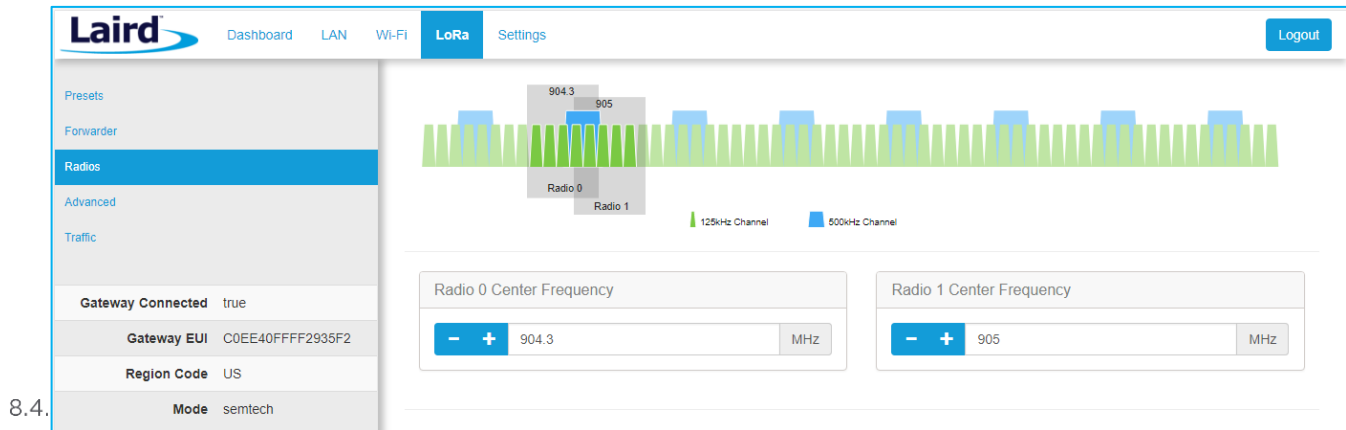 Laird
Dashboard LAN Wi-Fi LoRa Settings Logout
Presets
Forwarder
Radios
Advanced
Traffic
Gateway Connected true
Gateway EUI C0EE40FFFF2935F2
Region Code US
8.4. Mode semtech
904.3
905
Radio 0
Radio 1
125kHz Channel 500kHz Channel
Radio 0 Center Frequency
− + 904.3 MHz
Radio 1 Center Frequency
− + 905 MHz